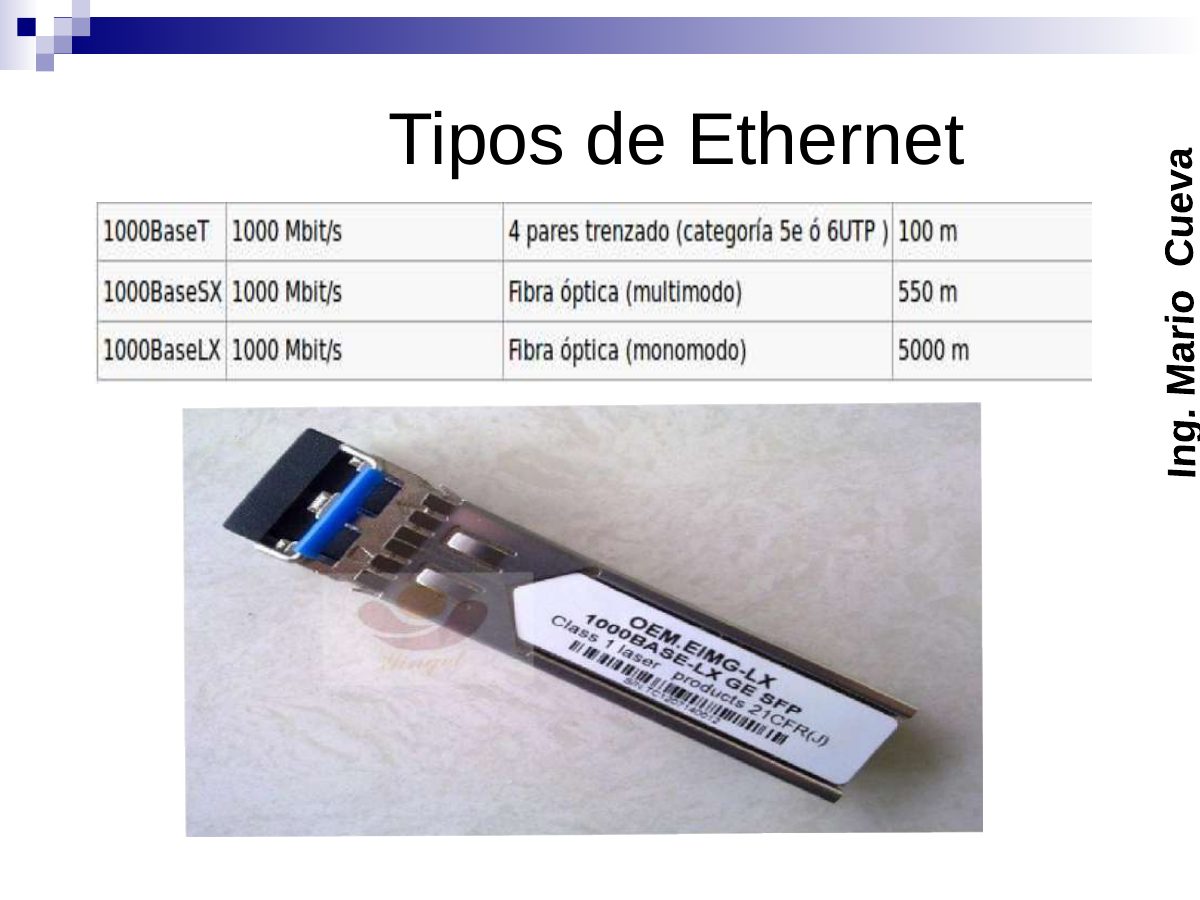 Tipos de Ethernet
Ing. Mario Cueva
1000BaseT 1000 Mbit/s 4 pares trenzado (categoría 5e ó 6UTP ) 100 m
1000BaseSX 1000 Mbit/s Fibra óptica (multimodo) 550 m
1000BaseLX 1000 Mbit/s Fibra óptica (monomodo) 5000 m
OEM.EIMG-LX
1000BASE-LX GE SFP
Class 1 laser products 21CFR(J)